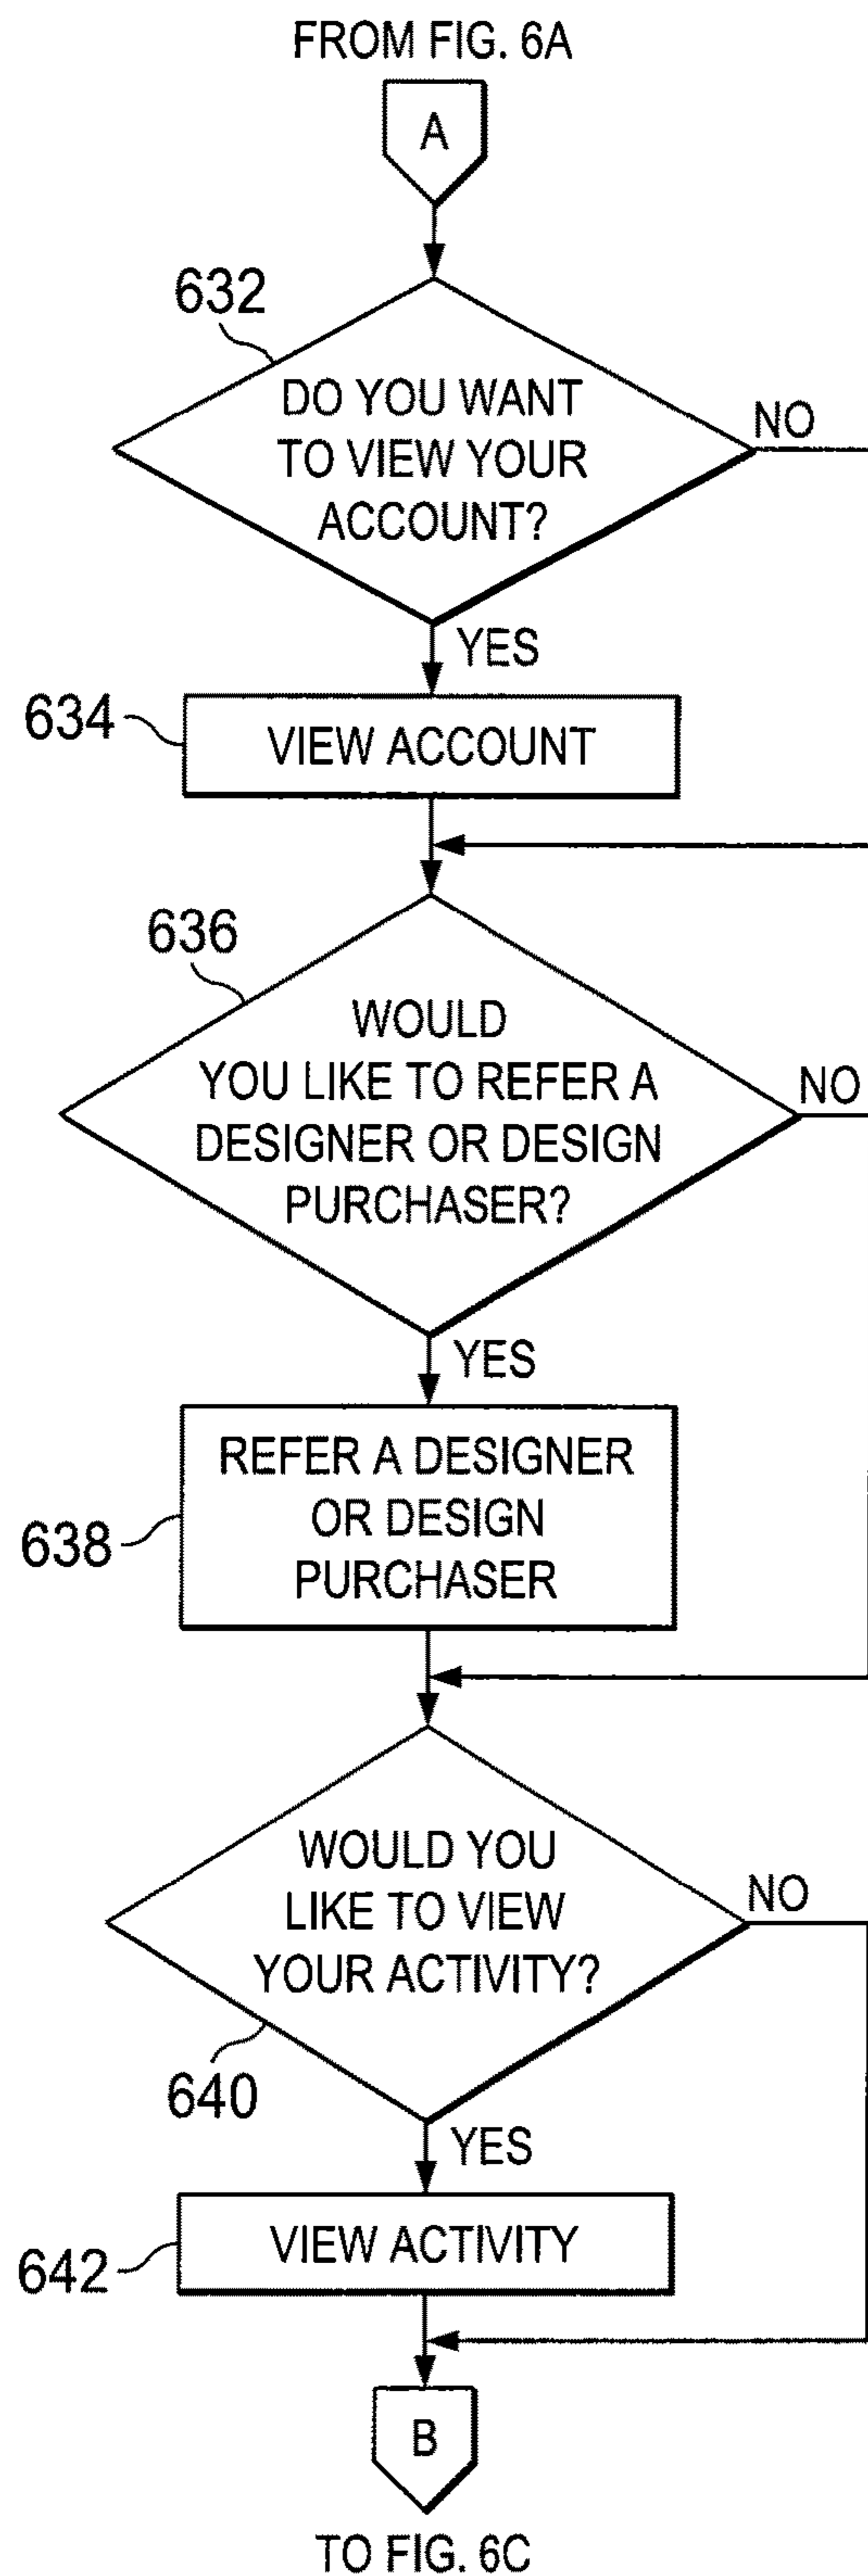 FROM FIG. 6A
A
632
DO YOU WANT
TO VIEW YOUR
ACCOUNT?
NO
YES
634
VIEW ACCOUNT
636
WOULD
YOU LIKE TO REFER A
DESIGNER OR DESIGN
PURCHASER?
NO
YES
638
REFER A DESIGNER
OR DESIGN
PURCHASER
WOULD YOU
LIKE TO VIEW
YOUR ACTIVITY?
NO
640
YES
642
VIEW ACTIVITY
B
TO FIG. 6C